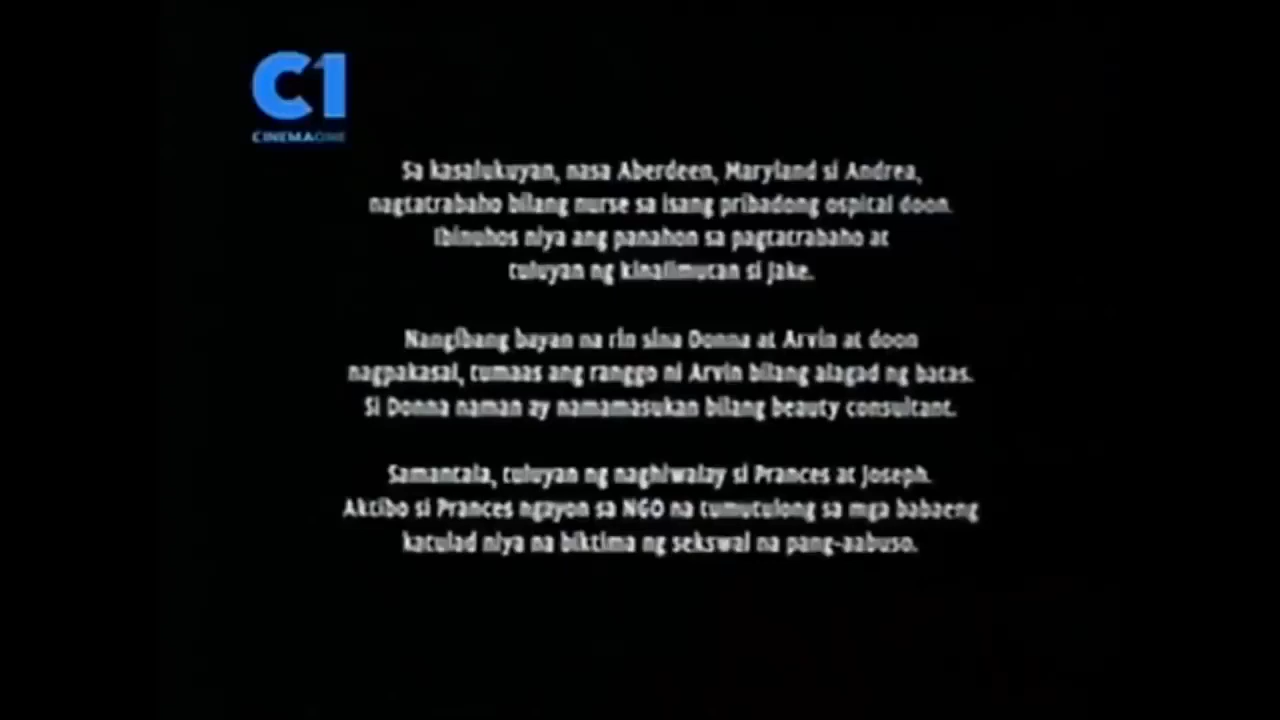 C1
CINEMAONE
Sa kasalukuyan, nasa Aberdeen, Maryland si Andrea,
nagtatrabaho bilang nurse sa isang pribadong ospital doon.
Ibinuhos niya ang panahon sa pagtatrabaho at
tuluyan ng kinalimutan si Jake.
Nangibang bayan na rin sina Donna at Arvin at doon
nagpakasal, tumaas ang ranggo ni Arvin bilang alagad ng batas.
Si Donna naman ay namamasukan bilang beauty consultant.
Samantala, tuluyan ng naghiwalay si Prances at Joseph.
Aktibo si Prances ngayon sa NGO na tumutulong sa mga babaeng
katulad niya na biktima ng sekswal na pang-aabuso.